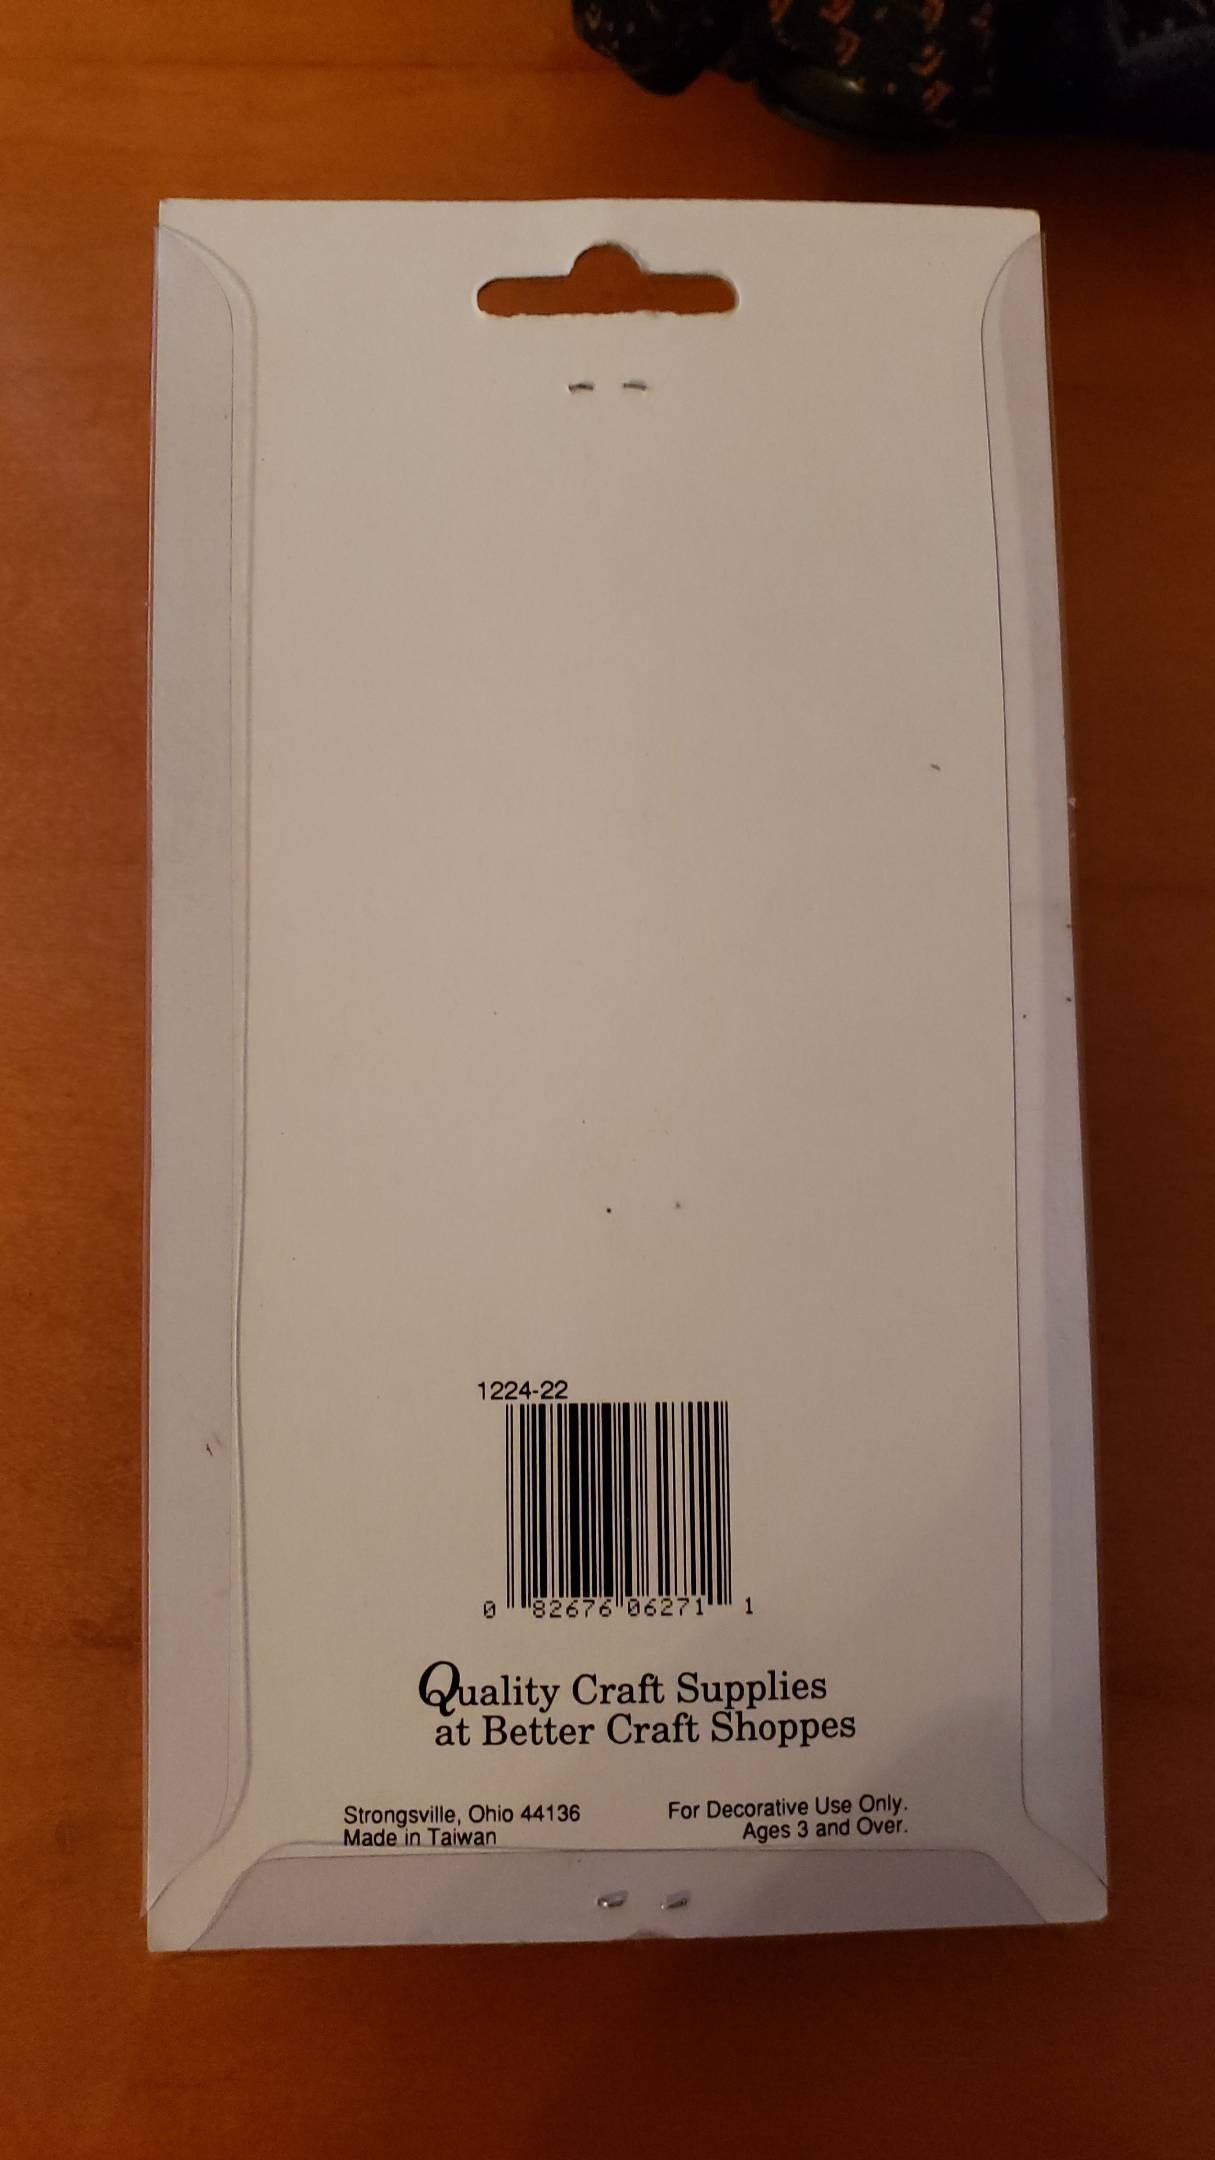 1224-22
0 82676 06271 1
Quality Craft Supplies
at Better Craft Shoppes
Strongsville, Ohio 44136
Made in Taiwan
For Decorative Use Only.
Ages 3 and Over.